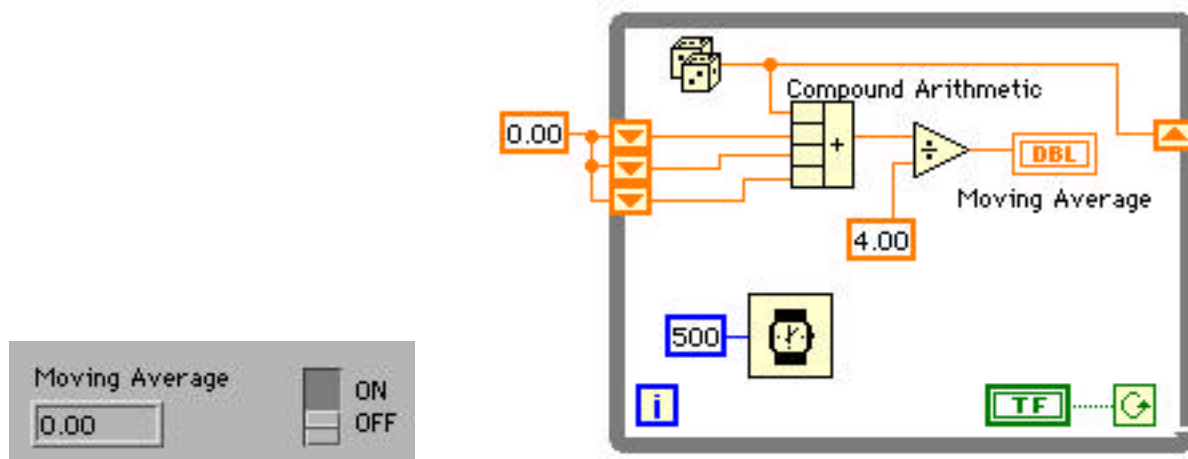 Moving Average
0.00
ON
OFF
0.00
Compound Arithmetic
+
÷
DBL
Moving Average
4.00
500
i
TF